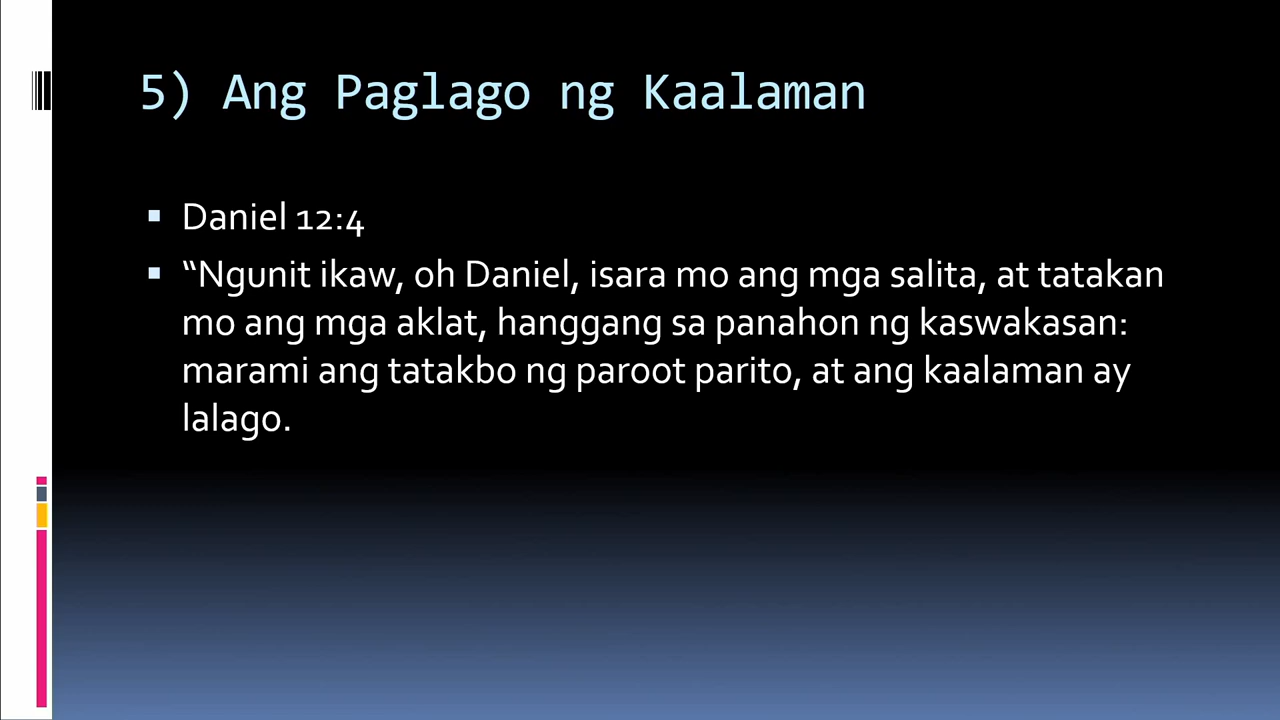 5) Ang Paglago ng Kaalaman
Daniel 12:4
“Ngunit ikaw, oh Daniel, isara mo ang mga salita, at tatakan
mo ang mga aklat, hanggang sa panahon ng kaswakasan:
marami ang tatakbo ng paroot parito, at ang kaalaman ay
lalago.